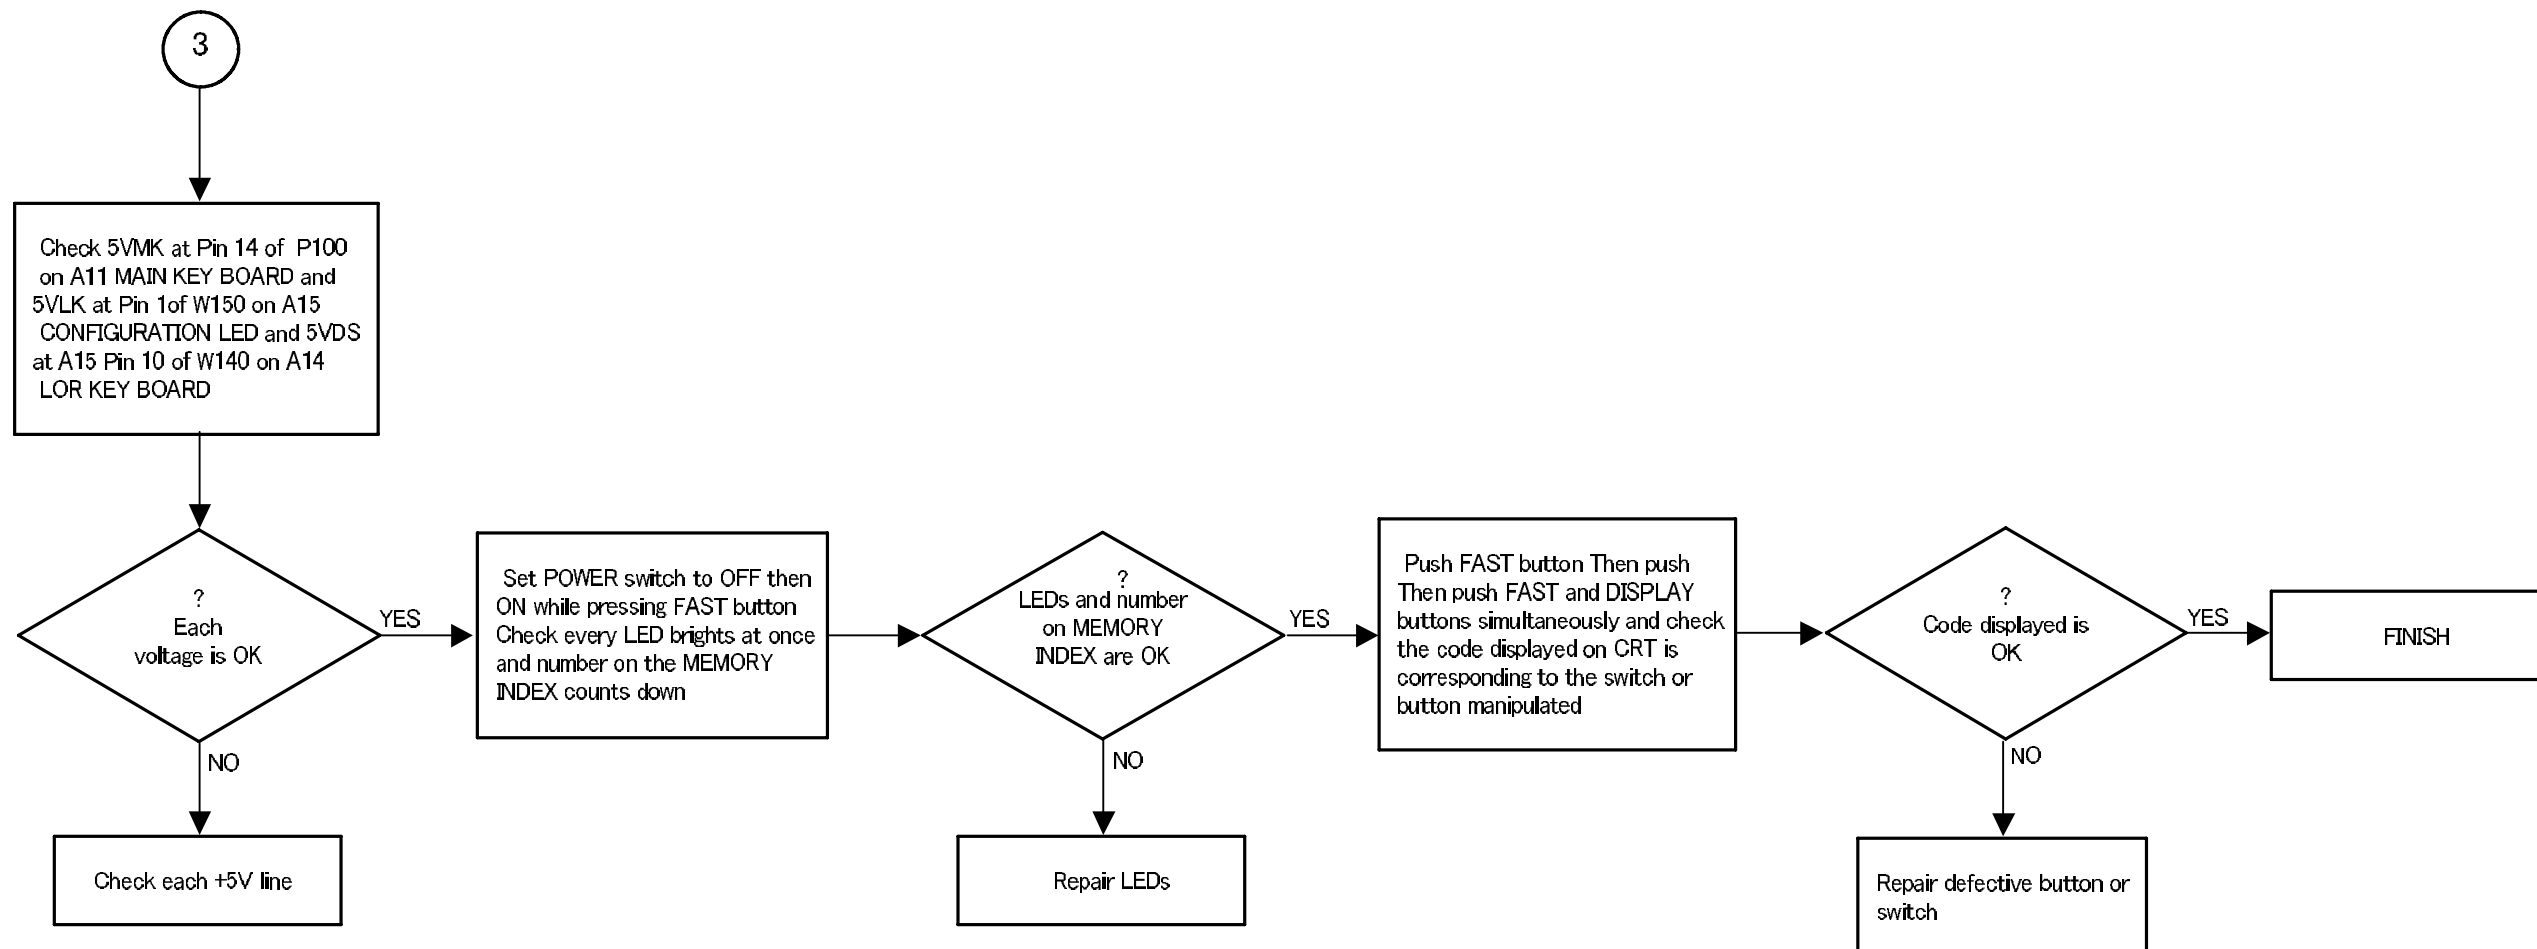 3
Check 5VMK at Pin 14 of P100
on A11 MAIN KEY BOARD and
5VLK at Pin 1of W150 on A15
CONFIGURATION LED and 5VDS
at A15 Pin 10 of W140 on A14
LOR KEY BOARD
?
Each
voltage is OK
YES
NO
Check each +5V line
Set POWER switch to OFF then
ON while pressing FAST button
Check every LED brights at once
and number on the MEMORY
INDEX counts down
?
LEDs and number
on MEMORY
INDEX are OK
YES
NO
Repair LEDs
Push FAST button Then push
Then push FAST and DISPLAY
buttons simultaneously and check
the code displayed on CRT is
corresponding to the switch or
button manipulated
?
Code displayed is
OK
YES
NO
FINISH
Repair defective button or
switch